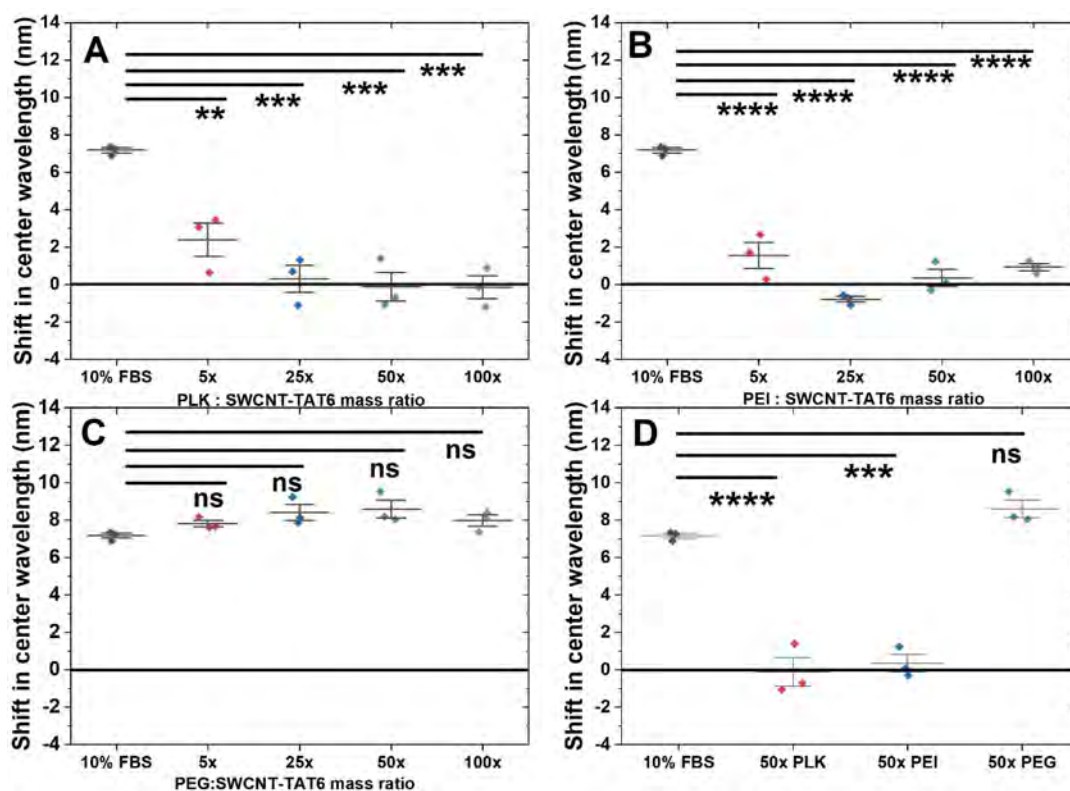 A
Shift in center wavelength (nm)
14
12
10
8
6
4
2
0
-2
-4
***
***
***
**
10% FBS 5x 25x 50x 100x
PLK : SWCNT-TAT6 mass ratio
B
Shift in center wavelength (nm)
14
12
10
8
6
4
2
0
-2
-4
****
****
****
****
10% FBS 5x 25x 50x 100x
PEI : SWCNT-TAT6 mass ratio
C
Shift in center wavelength (nm)
14
12
10
8
6
4
2
0
-2
-4
ns
ns
ns
ns
10% FBS 5x 25x 50x 100x
PEG:SWCNT-TAT6 mass ratio
D
Shift in center wavelength (nm)
14
12
10
8
6
4
2
0
-2
-4
ns
***
****
10% FBS 50x PLK 50x PEI 50x PEG